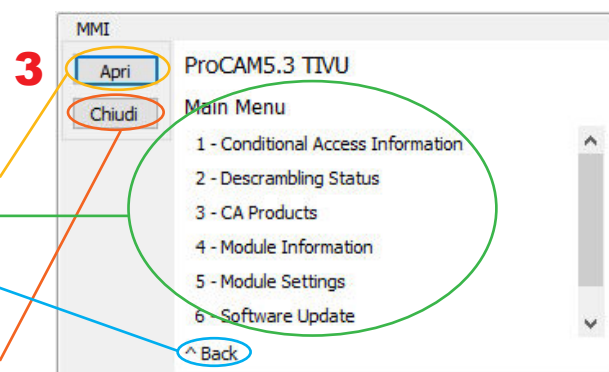 MMI
3
Apri
ProCAM5.3 TIVU
Chiudi
Main Menu
1 - Conditional Access Information
2 - Descrambling Status
3 - CA Products
4 - Module Information
5 - Module Settings
6 - Software Update
^ Back